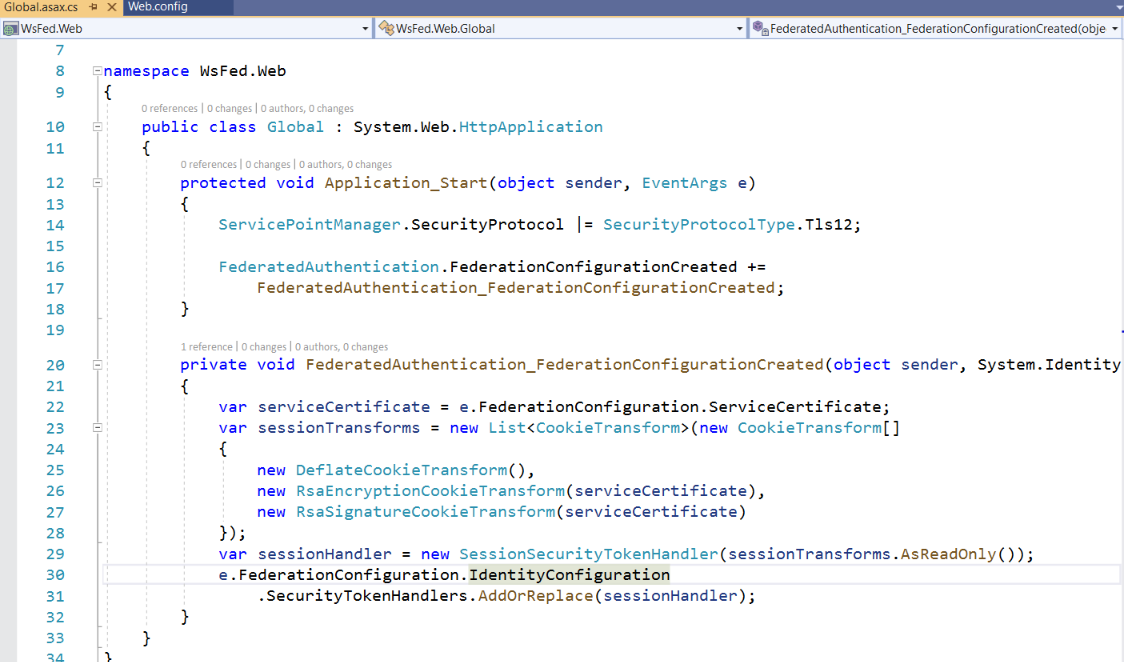 Global.asax.cs Web.config
WsFed.Web WsFed.Web.Global FederatedAuthentication_FederationConfigurationCreated(obje
7
8 namespace WsFed.Web
9 {
0 references | 0 changes | 0 authors, 0 changes
10 public class Global : System.Web.HttpApplication
11 {
0 references | 0 changes | 0 authors, 0 changes
12 protected void Application_Start(object sender, EventArgs e)
13 {
14 ServicePointManager.SecurityProtocol |= SecurityProtocolType.Tls12;
15
16 FederatedAuthentication.FederationConfigurationCreated +=
17 FederatedAuthentication_FederationConfigurationCreated;
18 }
19
1 reference | 0 changes | 0 authors, 0 changes
20 private void FederatedAuthentication_FederationConfigurationCreated(object sender, System.Identity
21 {
22 var serviceCertificate = e.FederationConfiguration.ServiceCertificate;
23 var sessionTransforms = new List<CookieTransform>(new CookieTransform[]
24 {
25 new DeflateCookieTransform(),
26 new RsaEncryptionCookieTransform(serviceCertificate),
27 new RsaSignatureCookieTransform(serviceCertificate)
28 });
29 var sessionHandler = new SessionSecurityTokenHandler(sessionTransforms.AsReadOnly());
30 e.FederationConfiguration.IdentityConfiguration
31 .SecurityTokenHandlers.AddOrReplace(sessionHandler);
32 }
33 }
34 }